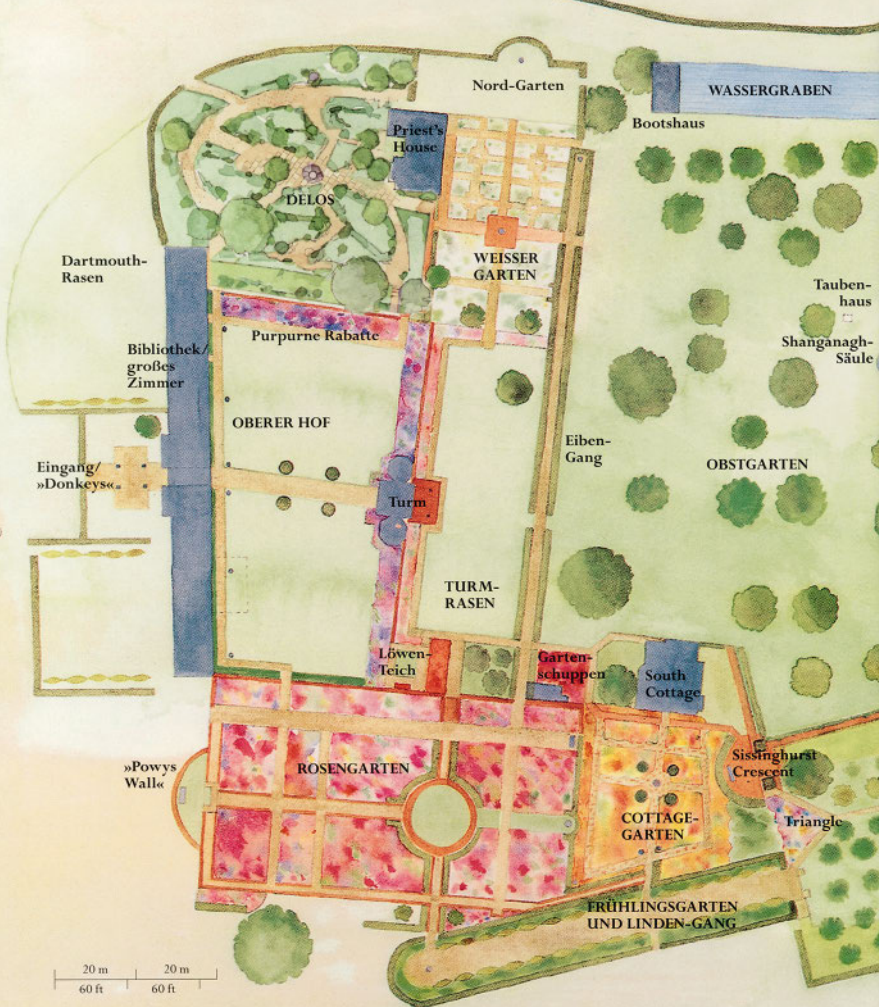 Nord-Garten
WASSERGRABEN
Bootshaus
Priest's
House
DELOS
WEISSER
GARTEN
Dartmouth-
Rasen
Tauben-
haus
Shanganagh-
Säule
Purpurne Rabatte
Bibliothek/
großes
Zimmer
OBERER HOF
Eiben-
Gang
OBSTGARTEN
Eingang/
»Donkeys«
Turm
TURM-
RASEN
Löwen-
Teich
Garten-
schuppen
South
Cottage
»Powys
Wall«
ROSENGARTEN
Sissinghurst
Crescent
COTTAGE-
GARTEN
Triangle
FRÜHLINGSGARTEN
UND LINDEN-GANG
20 m 20 m
60 ft 60 ft